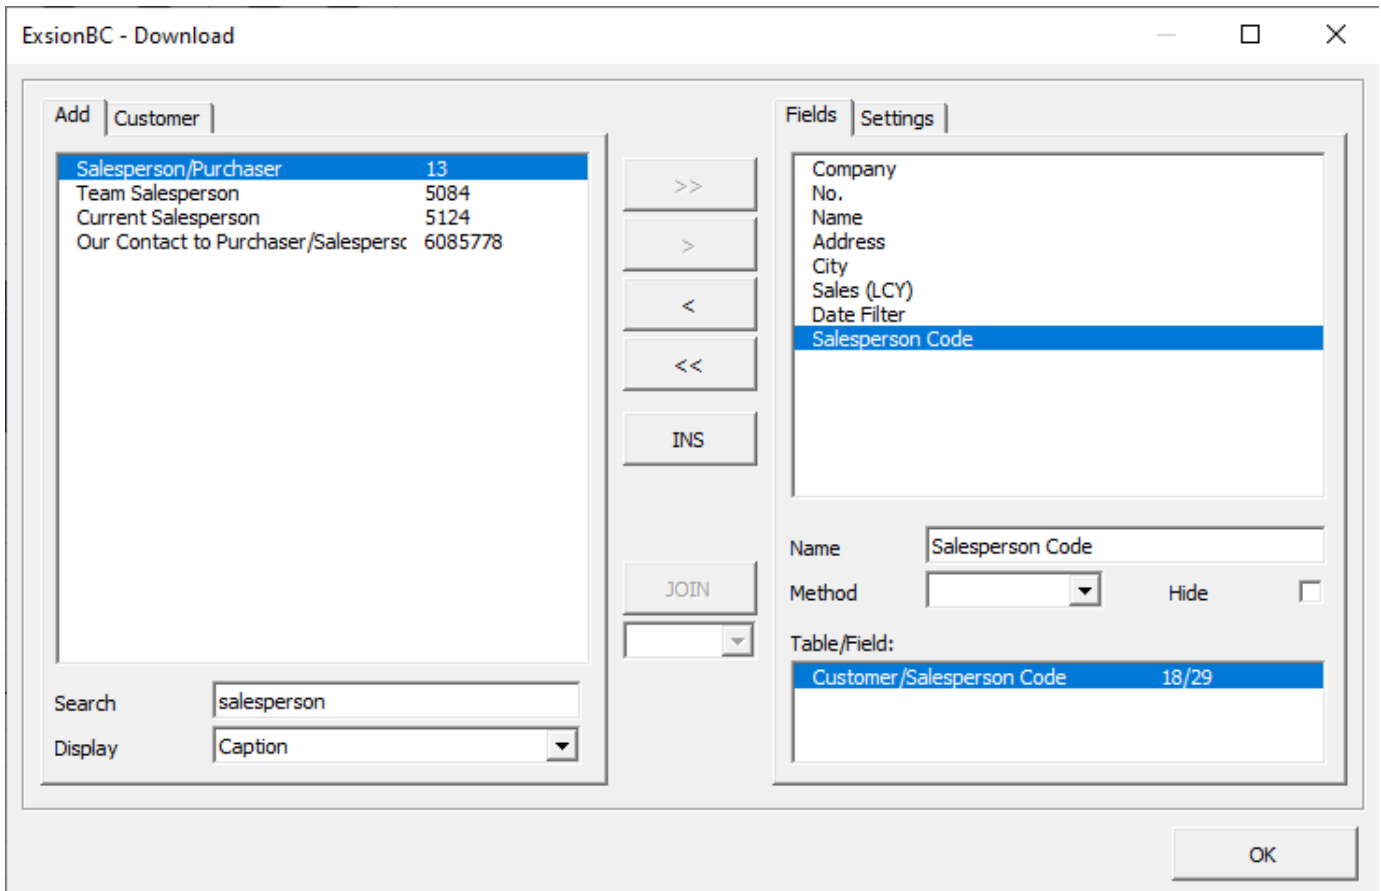 ExsionBC - Download
Add
Customer
Salesperson/Purchaser 13
Team Salesperson 5084
Current Salesperson 5124
Our Contact to Purchaser/Salesperso 6085778
Search salesperson
Display Caption
>>
>
<
<<
INS
JOIN
Fields
Settings
Company
No.
Name
Address
City
Sales (LCY)
Date Filter
Salesperson Code
Name Salesperson Code
Method Hide
Table/Field:
Customer/Salesperson Code 18/29
OK